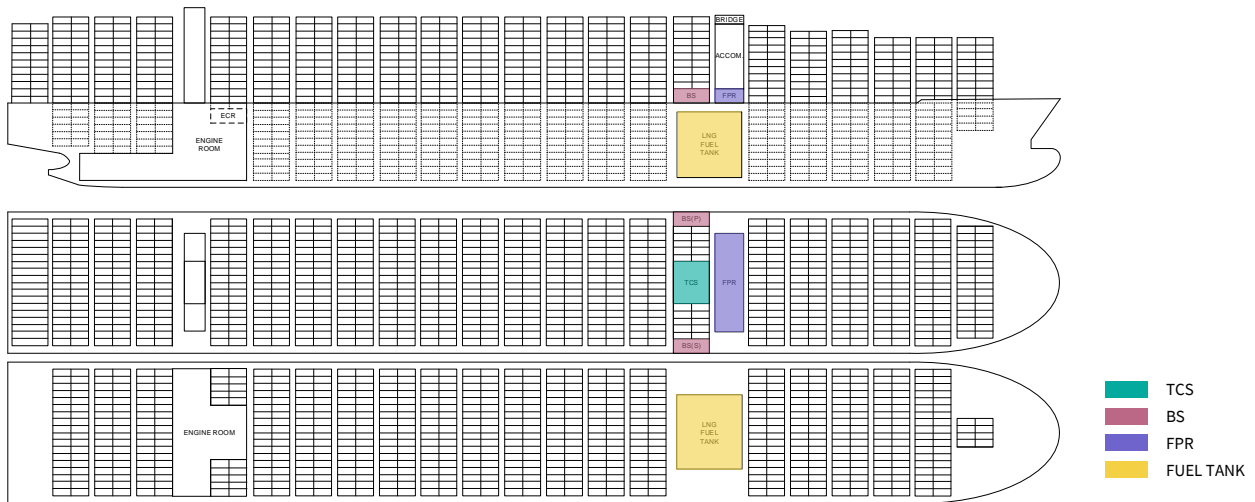 BRIDGE
ACCOM.
BS
FPR
ECR
ENGINE
ROOM
LNG
FUEL
TANK
BS(P)
TCS
FPR
BS(S)
ENGINE ROOM
LNG
FUEL
TANK
TCS
BS
FPR
FUEL TANK